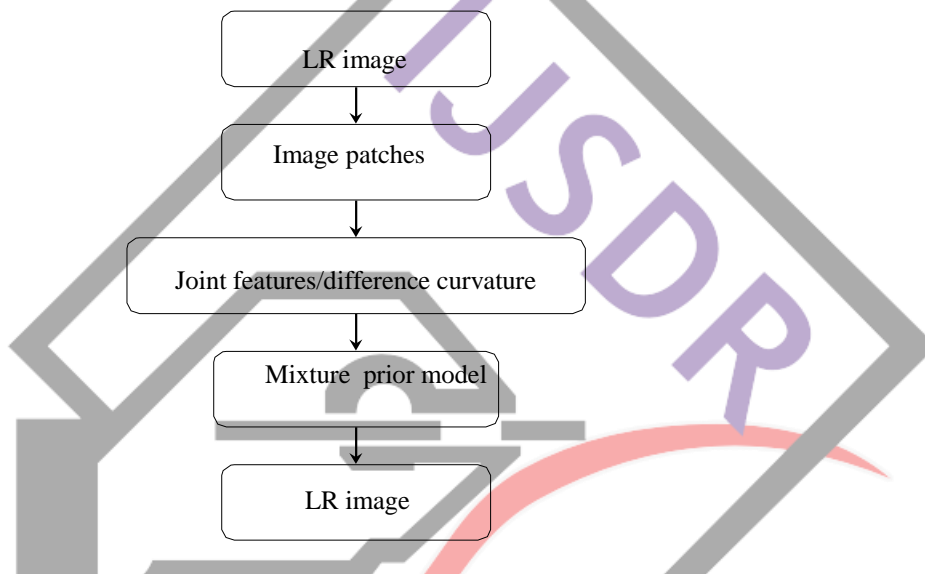 LR image
Image patches
Joint features/difference curvature
Mixture prior model
LR image
IJSDR